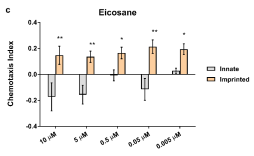 c
Eicosane
Chemotaxis Index
0.4
0.2
0.0
-0.2
-0.4
** ** * ** *
Innate
Imprinted
10 µM 5 µM 0.5 µM 0.05 µM 0.005 µM